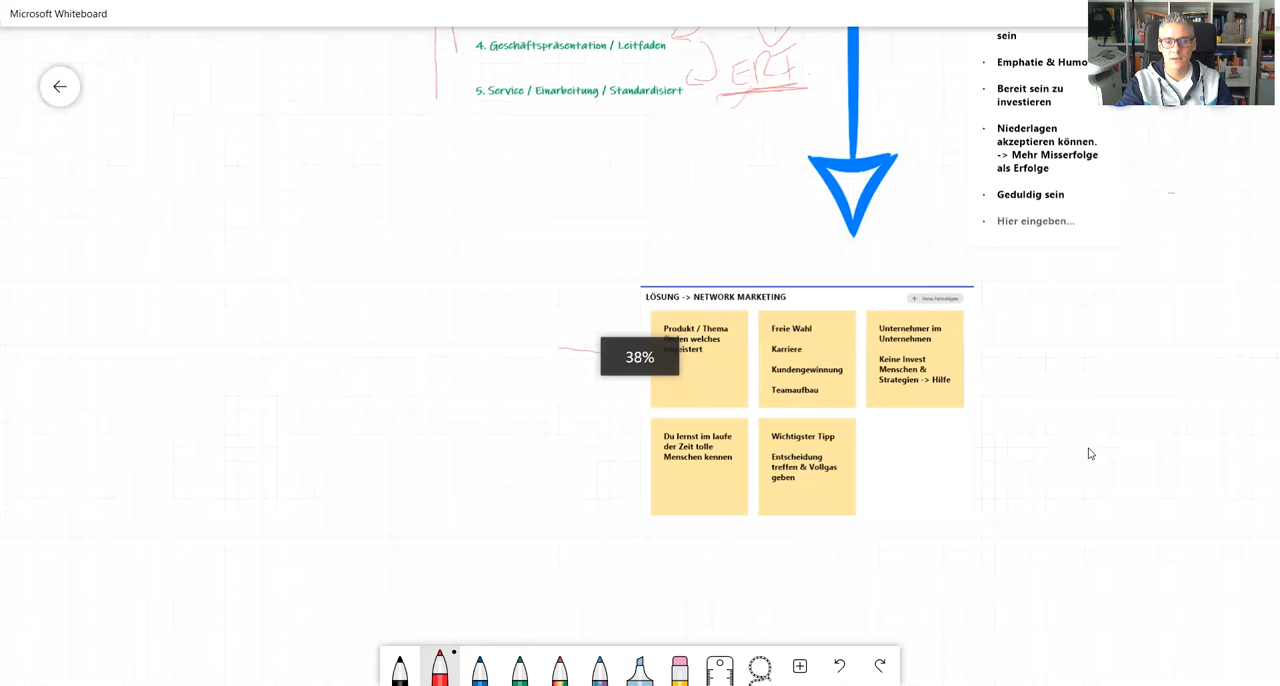 Microsoft Whiteboard
4. Geschäftspräsentation / Leitfaden
5. Service / Einarbeitung / Standardisiert
sein
· Emphatie & Humo
· Bereit sein zu
investieren
· Niederlagen
akzeptieren können.
-> Mehr Misserfolge
als Erfolge
· Geduldig sein
· Hier eingeben...
LÖSUNG -> NETWORK MARKETING
Produkt / Thema
finden welches
38%
Freie Wahl
Karriere
Kundengewinnung
Teamaufbau
Unternehmer im
Unternehmen
Keine Invest
Menschen &
Strategien -> Hilfe
Du lernst im laufe
der Zeit tolle
Menschen kennen
Wichtigster Tipp
Entscheidung
treffen & Vollgas
geben